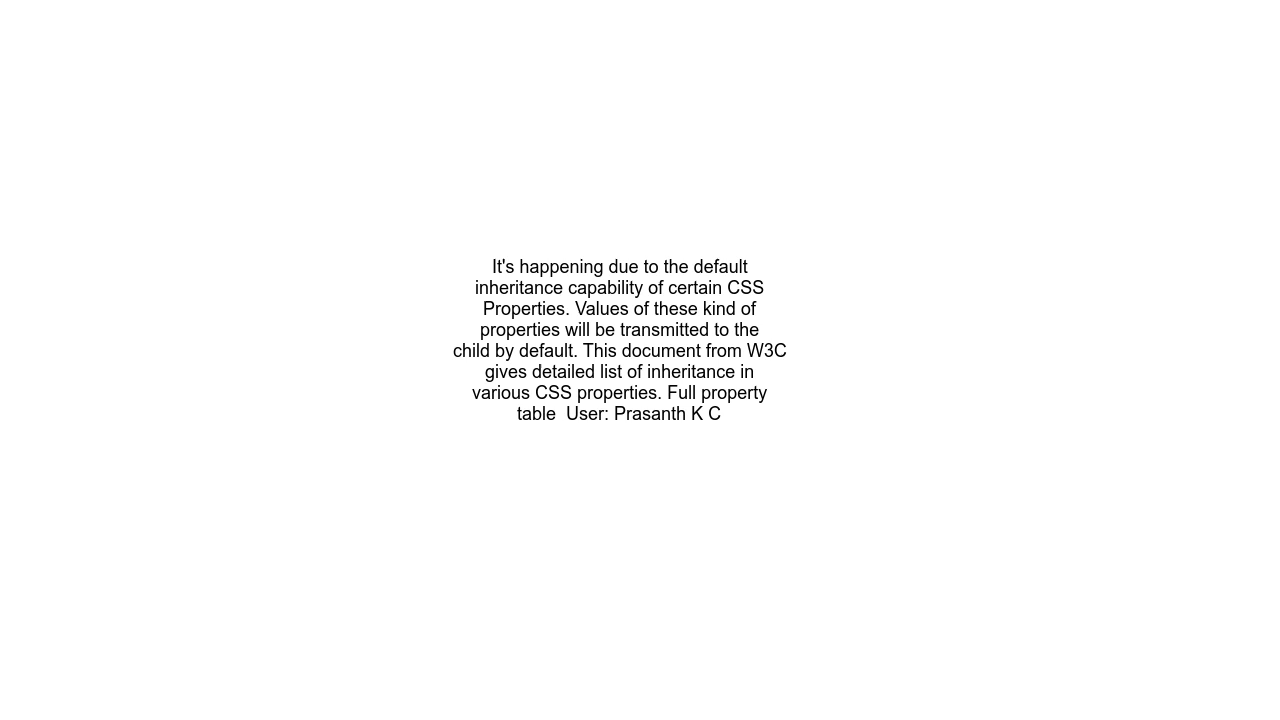 It's happening due to the default
inheritance capability of certain CSS
Properties. Values of these kind of
properties will be transmitted to the
child by default. This document from W3C
gives detailed list of inheritance in
various CSS properties. Full property
table  User: Prasanth K C